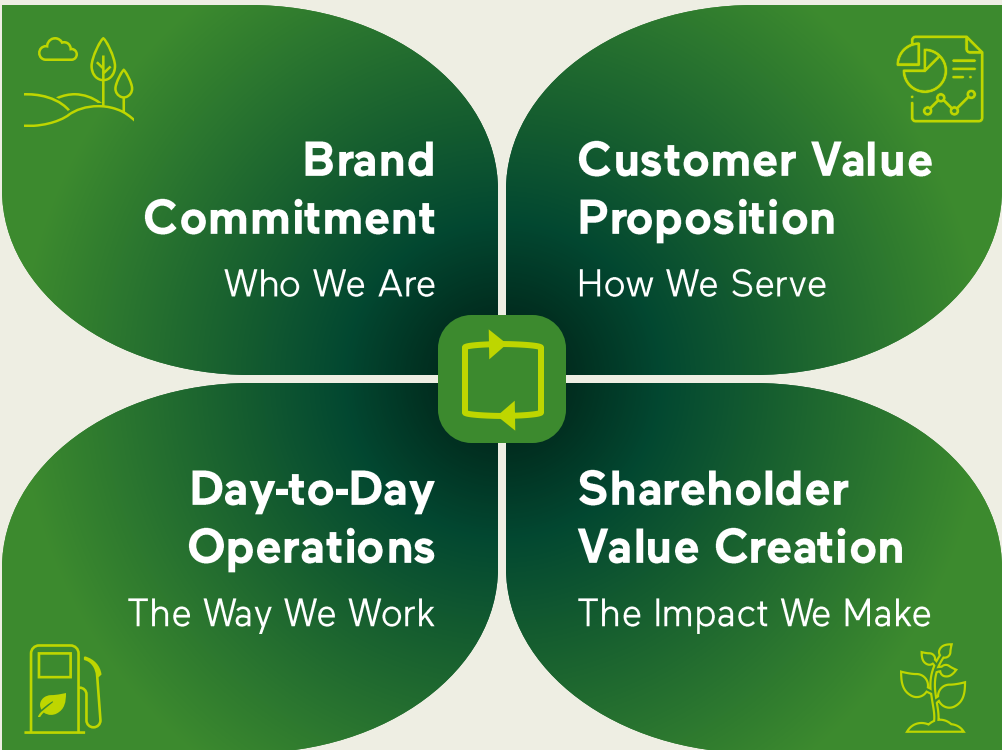 Brand
Commitment
Who We Are
Customer Value
Proposition
How We Serve
Day-to-Day
Operations
The Way We Work
Shareholder
Value Creation
The Impact We Make